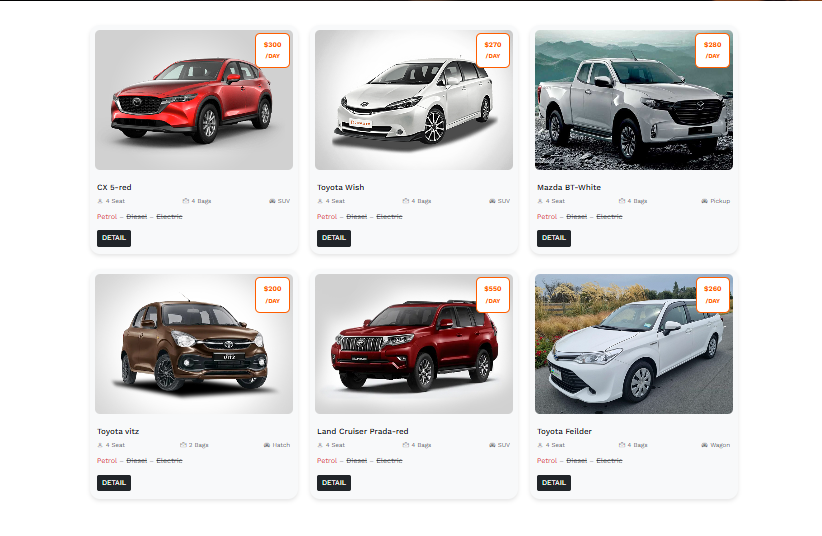 $300
/DAY
CX 5-red
4 Seat 4 Bags SUV
Petrol – Diesel – Electric
DETAIL
$270
/DAY
Toyota Wish
4 Seat 4 Bags SUV
Petrol – Diesel – Electric
DETAIL
$280
/DAY
Mazda BT-White
4 Seat 4 Bags Pickup
Petrol – Diesel – Electric
DETAIL
$200
/DAY
vitz
Toyota vitz
4 Seat 2 Bags Hatch
Petrol – Diesel – Electric
DETAIL
$550
/DAY
Land Cruiser Prada-red
4 Seat 4 Bags SUV
Petrol – Diesel – Electric
DETAIL
$260
/DAY
Toyota Feilder
4 Seat 4 Bags Wagon
Petrol – Diesel – Electric
DETAIL